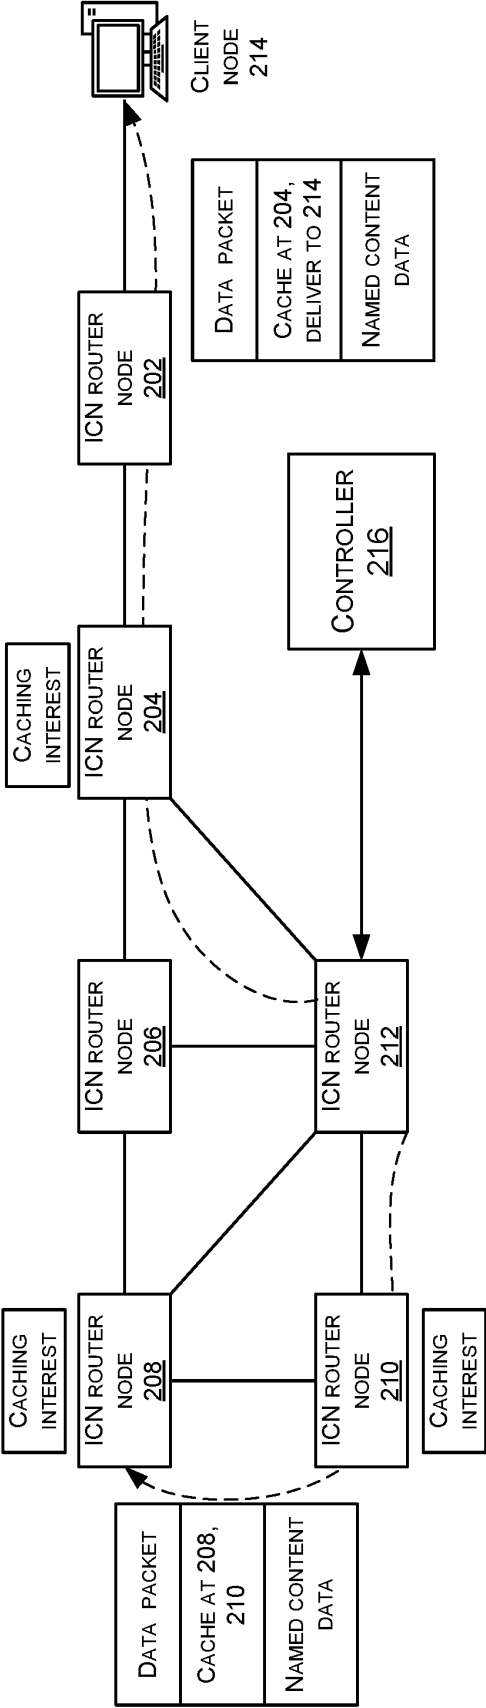 Caching
interest
Caching
interest
ICN router
node
208
ICN router
node
206
ICN router
node
204
ICN router
node
202
Client
node
214
Data packet
Cache at 208,
210
Named content
data
Data packet
Cache at 204,
deliver to 214
Named content
data
ICN router
node
210
ICN router
node
212
Controller
216
Caching
interest